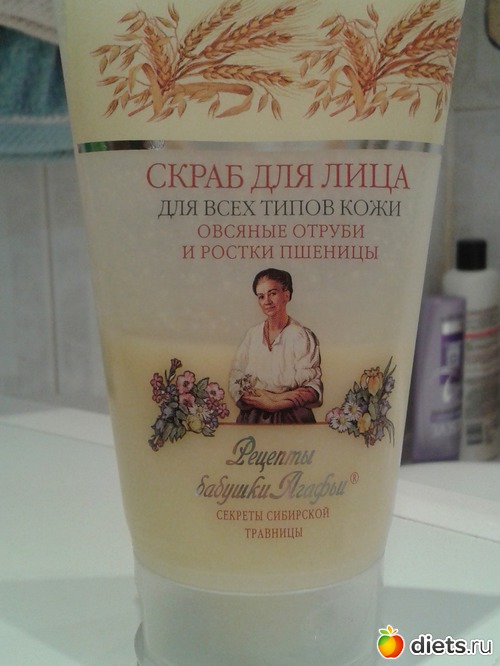 СКРАБ ДЛЯ ЛИЦА
ДЛЯ ВСЕХ ТИПОВ КОЖИ
ОВСЯНЫЕ ОТРУБИ
И РОСТКИ ПШЕНИЦЫ
Рецепты
бабушки Агафьи®
СЕКРЕТЫ СИБИРСКОЙ
ТРАВНИЦЫ
diets.ru